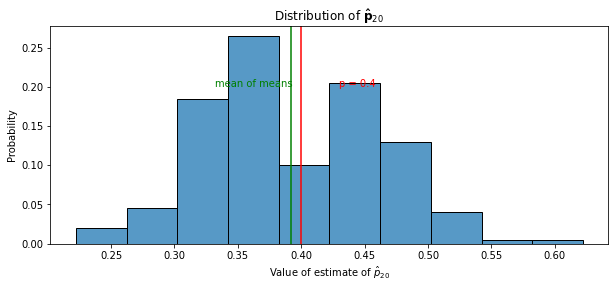 Distribution of p̂₂₀
0.25
0.20
0.15
0.10
0.05
0.00
Probability
mean of means
p = 0.4
0.25 0.30 0.35 0.40 0.45 0.50 0.55 0.60
Value of estimate of p̂₂₀